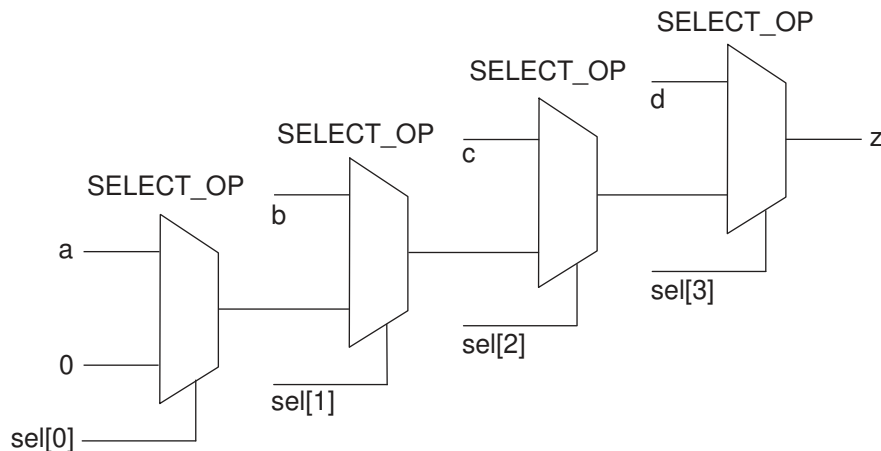 SELECT_OP
d
z
SELECT_OP
c
sel[3]
SELECT_OP
b
sel[2]
SELECT_OP
a
0
sel[1]
sel[0]